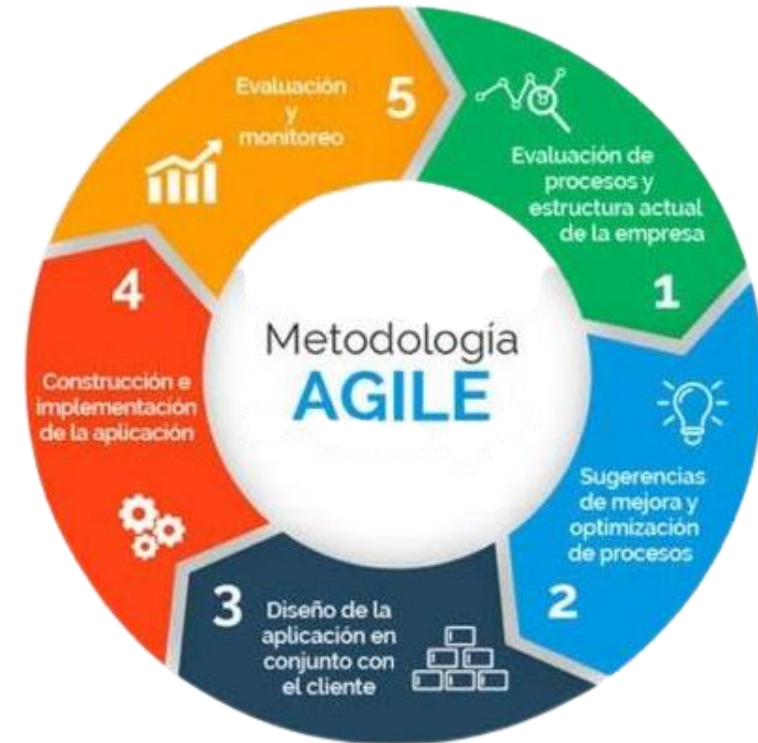 Metodología
AGILE
Evaluación de
procesos y
estructura actual
de la empresa
1
Sugerencias
de mejora y
optimización
de procesos
2
3
Diseño de la
aplicación en
conjunto con
el cliente
4
Construcción e
implementación
de la aplicación
Evaluación
y
monitoreo
5